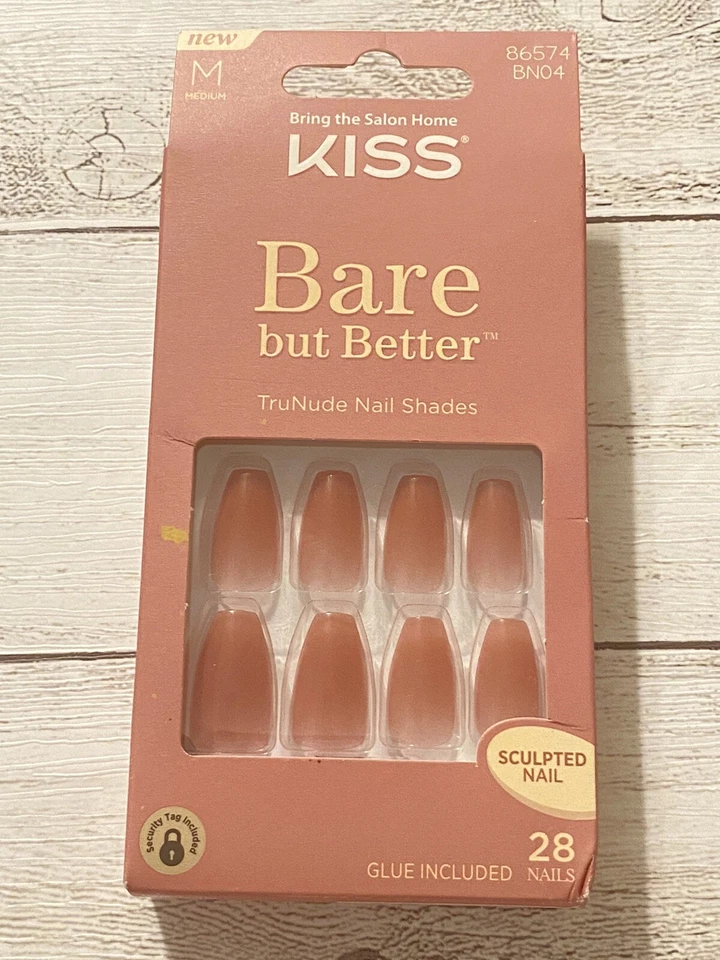 new
M
MEDIUM
86574
BN04
Bring the Salon Home
KISS®
Bare
but Better™
TruNude Nail Shades
SCULPTED
NAIL
Security Tag Included
28
GLUE INCLUDED NAILS